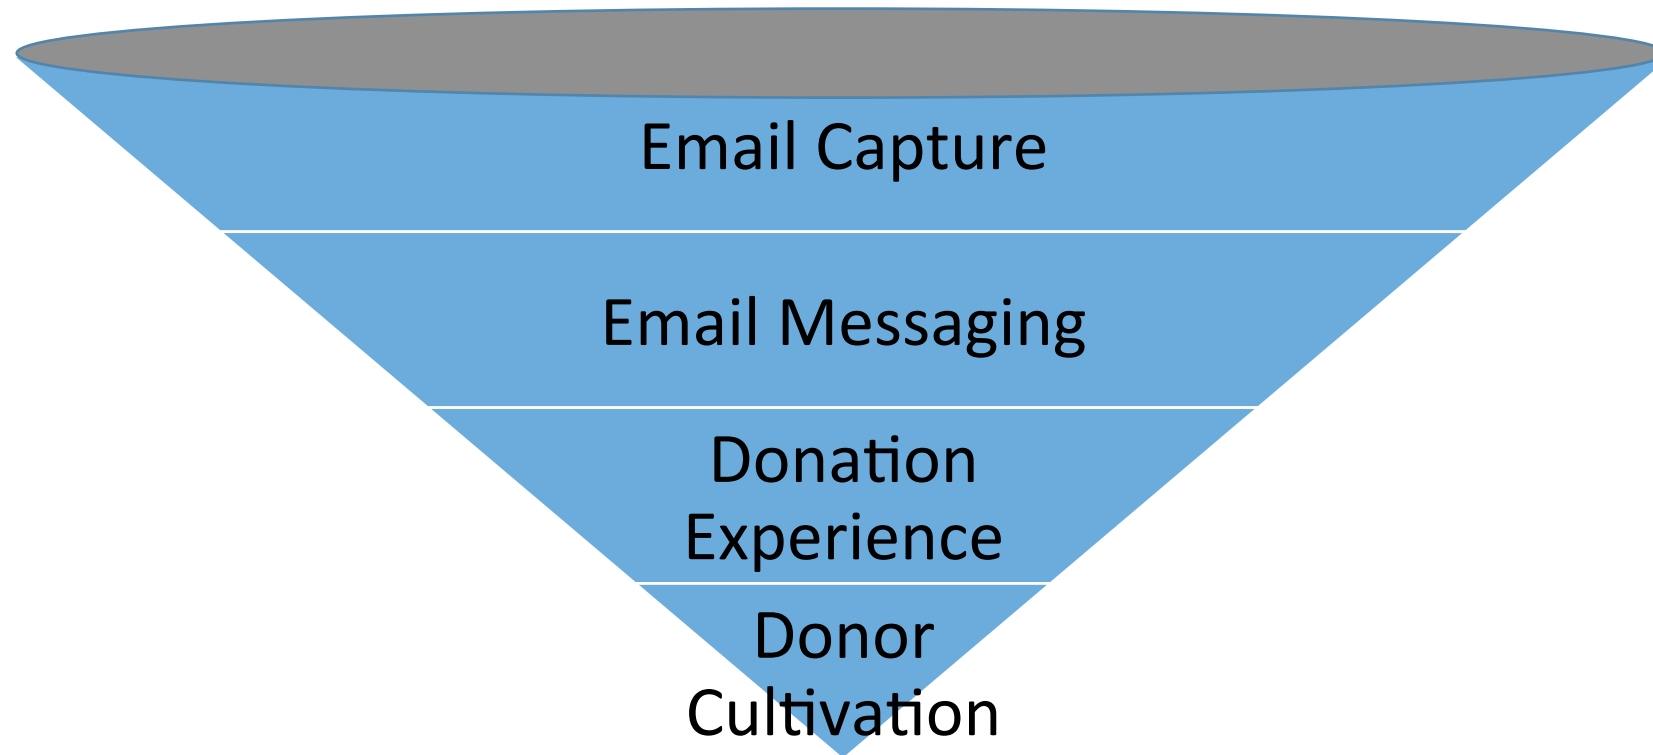 Email Capture
Email Messaging
Donation
Experience
Donor
Cultivation